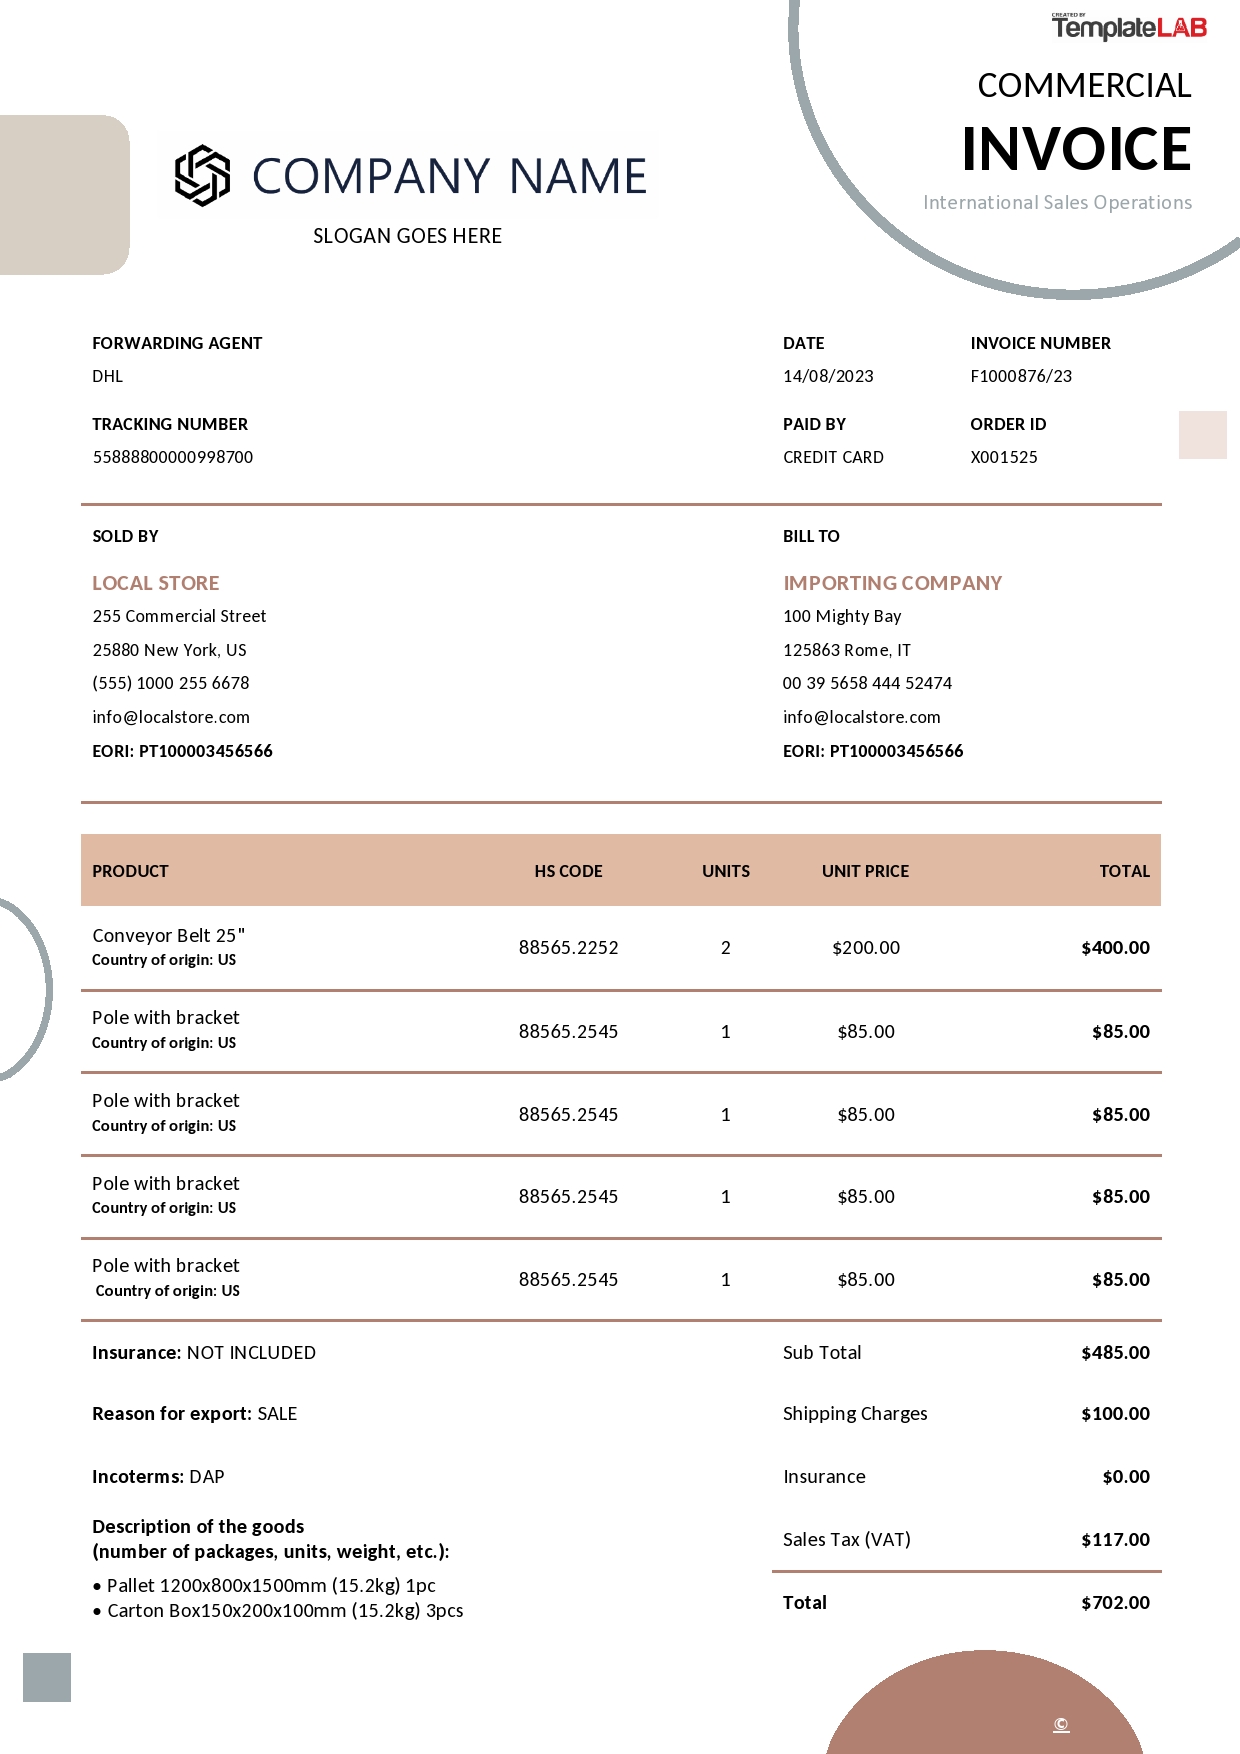 CREATED BY
TemplateLAB
COMMERCIAL
INVOICE
International Sales Operations
COMPANY NAME
SLOGAN GOES HERE
FORWARDING AGENT
DHL
DATE
14/08/2023
INVOICE NUMBER
F1000876/23
TRACKING NUMBER
55888800000998700
PAID BY
CREDIT CARD
ORDER ID
X001525
SOLD BY
LOCAL STORE
255 Commercial Street
25880 New York, US
(555) 1000 255 6678
info@localstore.com
EORI: PT100003456566
BILL TO
IMPORTING COMPANY
100 Mighty Bay
125863 Rome, IT
00 39 5658 444 52474
info@localstore.com
EORI: PT100003456566
PRODUCT HS CODE UNITS UNIT PRICE TOTAL
Conveyor Belt 25" 88565.2252 2 $200.00 $400.00
Country of origin: US
Pole with bracket 88565.2545 1 $85.00 $85.00
Country of origin: US
Pole with bracket 88565.2545 1 $85.00 $85.00
Country of origin: US
Pole with bracket 88565.2545 1 $85.00 $85.00
Country of origin: US
Pole with bracket 88565.2545 1 $85.00 $85.00
Country of origin: US
Insurance: NOT INCLUDED
Reason for export: SALE
Incoterms: DAP
Description of the goods
(number of packages, units, weight, etc.):
• Pallet 1200x800x1500mm (15.2kg) 1pc
• Carton Box150x200x100mm (15.2kg) 3pcs
Sub Total $485.00
Shipping Charges $100.00
Insurance $0.00
Sales Tax (VAT) $117.00
Total $702.00
©